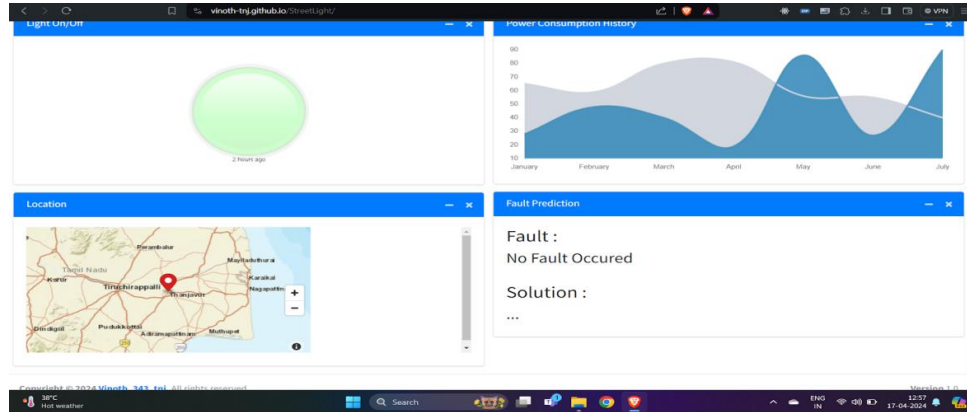 vinoth-tnj.github.io/StreetLight/
VPN
Light On/Off
2 hours ago
Power Consumption History
90
80
70
60
50
40
30
20
10
January February March April May June July
Location
Perambalur
Mayiladuthurai
Tamil Nadu
Karur
Karaikal
Tiruchirappalli
Thanjavur
Nagapattin
Dindigul
Pudukkottai
Adiramapattinam
Muthupet
+
−
Fault Prediction
Fault :
No Fault Occured
Solution :
...
Copyright © 2024 Vinoth_343_tnj. All rights reserved.
Version 1.0
38°C
Hot weather
Search
ENG
IN
12:57
17-04-2024